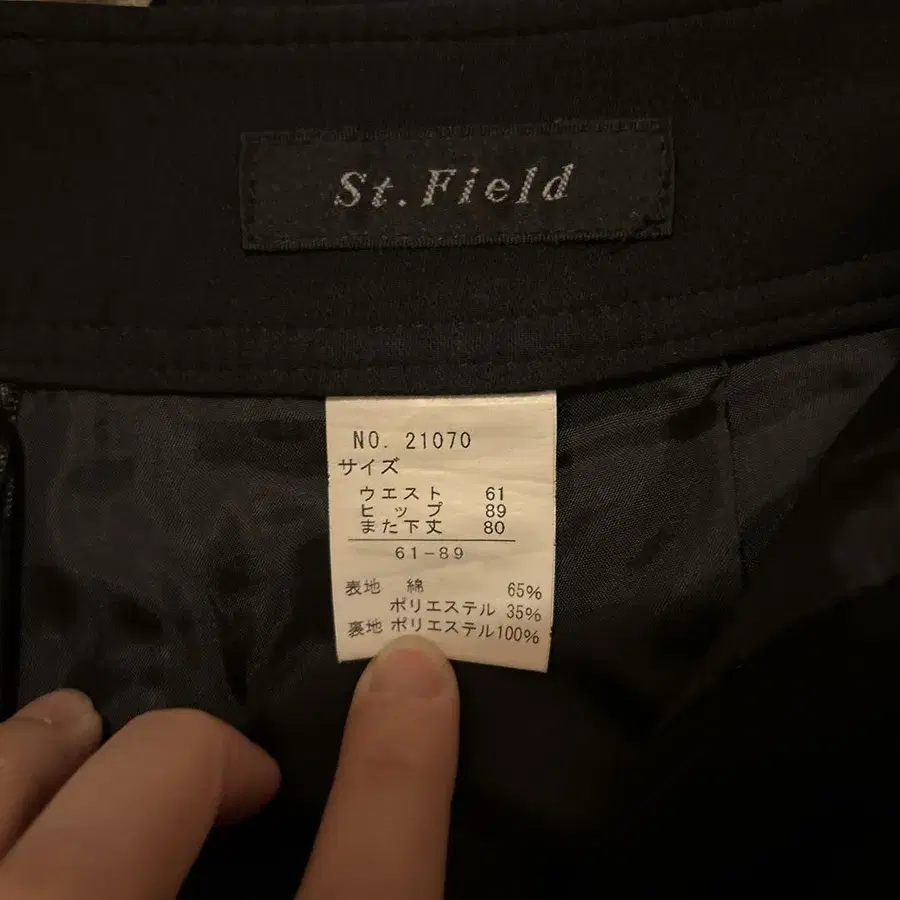 St. Field
NO. 21070
サイズ
ウエスト 61
ヒップ 89
また下丈 80
61-89
表地 綿 65%
ポリエステル 35%
裏地 ポリエステル100%